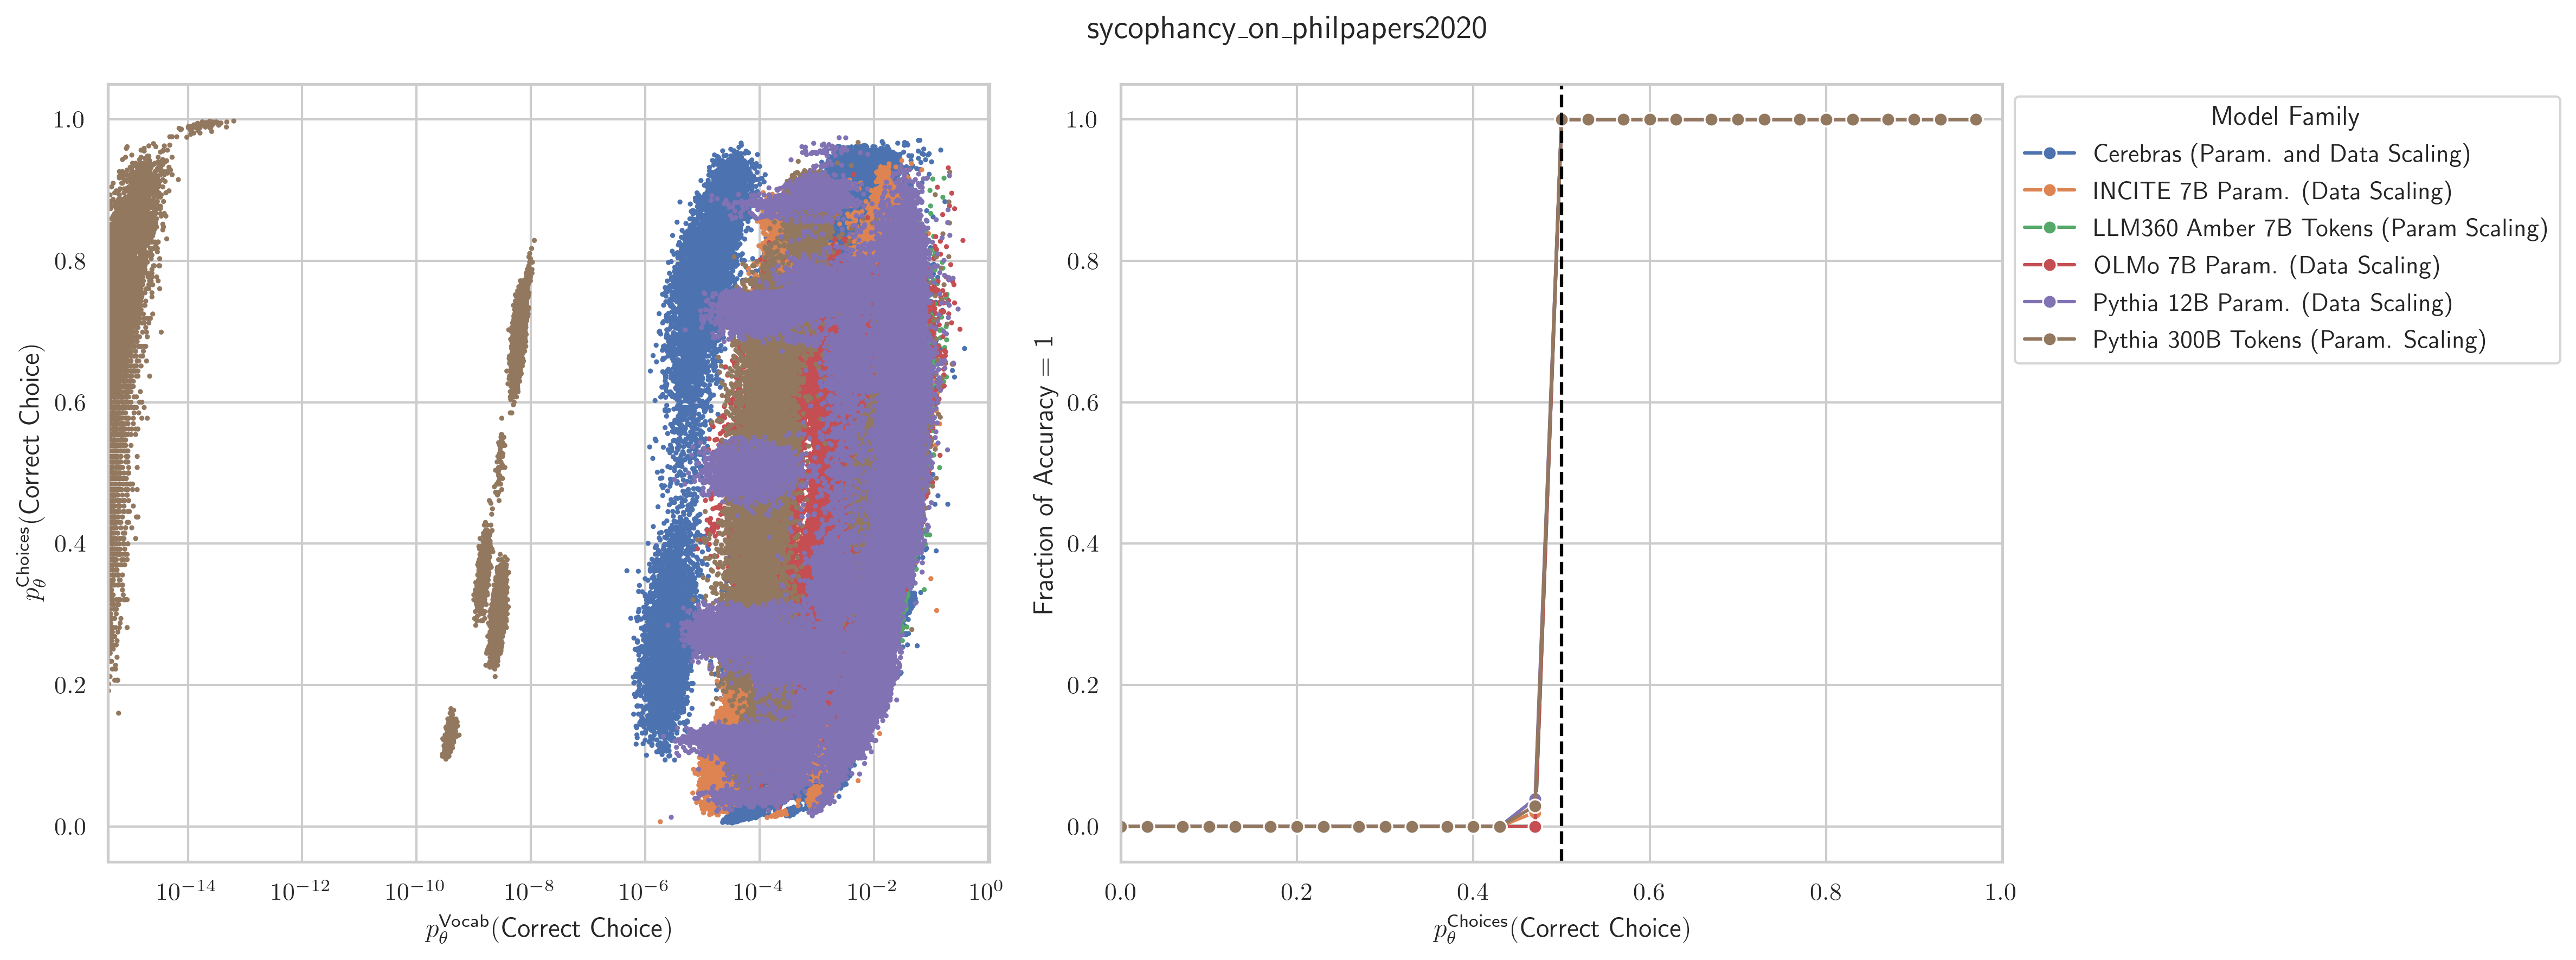 sycophancy_on_philpapers2020
1.0
0.8
0.6
0.4
0.2
0.0
p_θ^Choices(Correct Choice)
10^−14 10^−12 10^−10 10^−8 10^−6 10^−4 10^−2 10^0
p_θ^Vocab(Correct Choice)
1.0
0.8
0.6
0.4
0.2
0.0
Fraction of Accuracy = 1
0.0 0.2 0.4 0.6 0.8 1.0
p_θ^Choices(Correct Choice)
Model Family
Cerebras (Param. and Data Scaling)
INCITE 7B Param. (Data Scaling)
LLM360 Amber 7B Tokens (Param Scaling)
OLMo 7B Param. (Data Scaling)
Pythia 12B Param. (Data Scaling)
Pythia 300B Tokens (Param. Scaling)